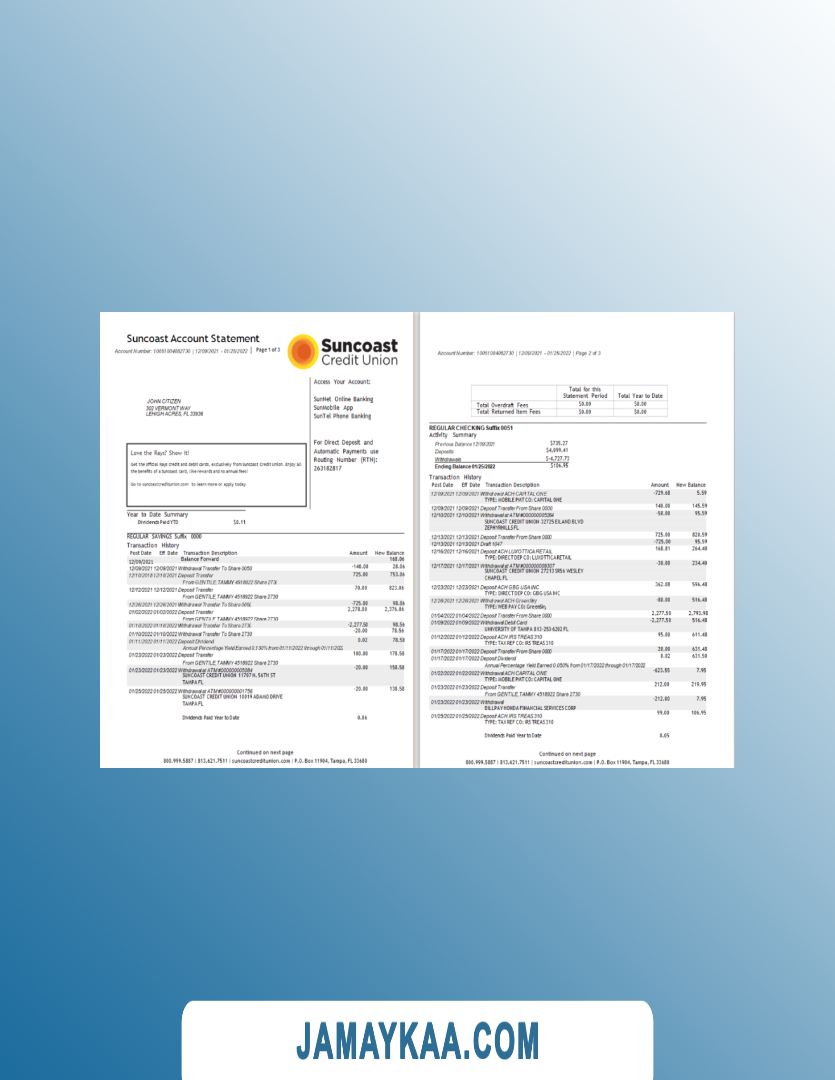 Suncoast Account Statement
Account Number: 10051004082730 | 12/09/2021 - 01/25/2022 | Page 1 of 3
Suncoast
Credit Union
Access Your Account:
SunNet Online Banking
SunMobile App
SunTel Phone Banking
JOHN CITIZEN
302 VERMONT WAY
LEHIGH ACRES, FL 33936
For Direct Deposit and
Automatic Payments use
Routing Number (RTN):
263182817
Love the Rays? Show It!
Get the official Rays credit and debit cards, exclusively from Suncoast Credit Union. Enjoy all
the benefits of a Suncoast card, like rewards and no annual fees!
Go to suncoastcreditunion.com to learn more or apply today.
Year to Date Summary
Dividends Paid YTD $0.11
REGULAR SAVINGS Suffix 0000
Transaction History
Post Date Eff Date Transaction Description Amount New Balance
12/09/2021 Balance Forward 168.06
12/09/2021 12/09/2021 Withdrawal Transfer To Share 0050 -140.00 28.06
Deposit Transfer 725.00 753.06
From GENTILE,TAMMY 4518922 Share
12/12/2021 12/12/2021 Deposit Transfer 70.00 823.06
From GENTILE,TAMMY 4518922 Share 2730
Withdrawal Transfer To Share -725.00 98.06
01/02/2022 01/02/2022 Deposit Transfer 2,278.00 2,376.06
From GENTILE,TAMMY 4518922 Share 2730
Withdrawal Transfer To Share -2,277.50 98.56
01/10/2022 01/10/2022 Withdrawal Transfer To Share 2730 -20.00 78.56
01/11/2022 01/11/2022 Deposit Dividend 0.02 78.58
Annual Percentage Yield Earned from 01/11/2022 through
01/23/2022 01/23/2022 Deposit Transfer 100.00 178.58
From GENTILE,TAMMY 4518922 Share 2730
01/23/2022 01/23/2022 Withdrawal at ATM -20.00 158.58
SUNCOAST CREDIT UNION 11707 N. 56TH ST
TAMPA FL
01/25/2022 01/25/2022 Withdrawal at ATM -20.00 138.58
SUNCOAST CREDIT UNION 10019 ADAMO DRIVE
TAMPA FL
Dividends Paid Year to Date 0.06
Continued on next page
800.999.5887 | 813.621.7511 | suncoastcreditunion.com | P.O. Box 11904, Tampa, FL 33680
Account Number: 10051004082730 | 12/09/2021 - 01/25/2022 | Page 2 of 3
Total for this
Statement Period Total Year to Date
Total Overdraft Fees $0.00 $0.00
Total Returned Item Fees $0.00 $0.00
REGULAR CHECKING Suffix 0051
Activity Summary
Previous Balance 12/09/2021 $735.27
Deposits $4,099.41
Withdrawals $-4,727.73
Ending Balance 01/25/2022 $106.95
Transaction History
Post Date Eff Date Transaction Description Amount New Balance
12/09/2021 12/09/2021 Withdrawal ACH CAPITAL ONE -729.68 5.59
TYPE: MOBILE PMT CO: CAPITAL ONE
12/09/2021 12/09/2021 Deposit Transfer From Share 0000 140.00 145.59
12/10/2021 12/10/2021 Withdrawal at ATM -50.00 95.59
SUNCOAST CREDIT UNION 32725 EILAND BLVD
ZEPHYRHILLS FL
12/13/2021 12/13/2021 Deposit Transfer From Share 0000 725.00 820.59
12/13/2021 12/13/2021 Draft 1047 -725.00 95.59
12/16/2021 12/16/2021 Deposit ACH LUXOTTICA RETAIL 168.81 264.40
TYPE: DIRECT DEP CO: LUXOTTICA RETAIL
12/17/2021 12/17/2021 Withdrawal at ATM -30.00 234.40
SUNCOAST CREDIT UNION 27213 SR56 WESLEY
CHAPEL FL
12/23/2021 12/23/2021 Deposit ACH GBG USA INC 362.08 596.48
TYPE: DIRECT DEP CO: GBG USA INC
12/28/2021 12/28/2021 Withdrawal ACH GreenSky -80.00 516.48
TYPE: WEB PAY CO: GreenSky
01/04/2022 01/04/2022 Deposit Transfer From Share 0000 2,277.50 2,793.98
01/09/2022 01/09/2022 Withdrawal Debit Card -2,277.50 516.48
UNIVERSITY OF TAMPA 813-253-6202 FL
01/12/2022 01/12/2022 Deposit ACH IRS TREAS 310 95.00 611.48
TYPE: TAX REF CO: IRS TREAS 310
01/17/2022 01/17/2022 Deposit Transfer From Share 0000 20.00 631.48
01/17/2022 01/17/2022 Deposit Dividend 0.02 631.50
Annual Percentage Yield Earned 0.050% from 01/17/2022 through 01/17/2022
01/22/2022 01/22/2022 Withdrawal ACH CAPITAL ONE -623.55 7.95
TYPE: MOBILE PMT CO: CAPITAL ONE
01/23/2022 01/23/2022 Deposit Transfer 212.00 219.95
From GENTILE,TAMMY 4518922 Share 2730
01/23/2022 01/23/2022 Withdrawal -212.00 7.95
BILLPAY HONDA FINANCIAL SERVICES CORP
01/25/2022 01/25/2022 Deposit ACH IRS TREAS 310 99.00 106.95
TYPE: TAX REF CO: IRS TREAS 310
Dividends Paid Year to Date 0.05
Continued on next page
800.999.5887 | 813.621.7511 | suncoastcreditunion.com | P.O. Box 11904, Tampa, FL 33680
JAMAYKAA.COM